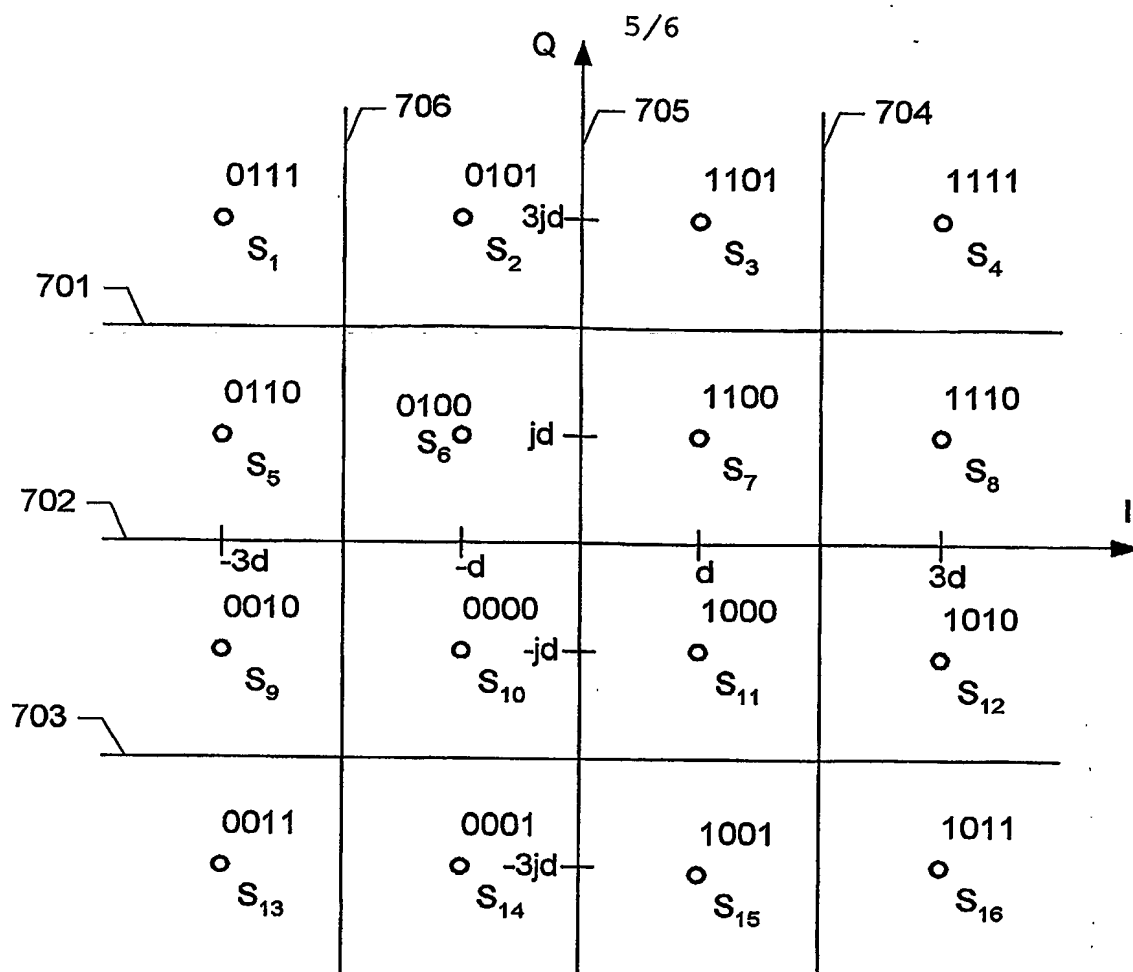 5/6
Q
706
705
704
0111
0101
1101
1111
3jd
S₁
S₂
S₃
S₄
701
0110
0100
1100
1110
jd
S₅
S₆
S₇
S₈
702
I
-3d
-d
d
3d
0010
0000
1000
1010
-jd
S₉
S₁₀
S₁₁
S₁₂
703
0011
0001
1001
1011
-3jd
S₁₃
S₁₄
S₁₅
S₁₆